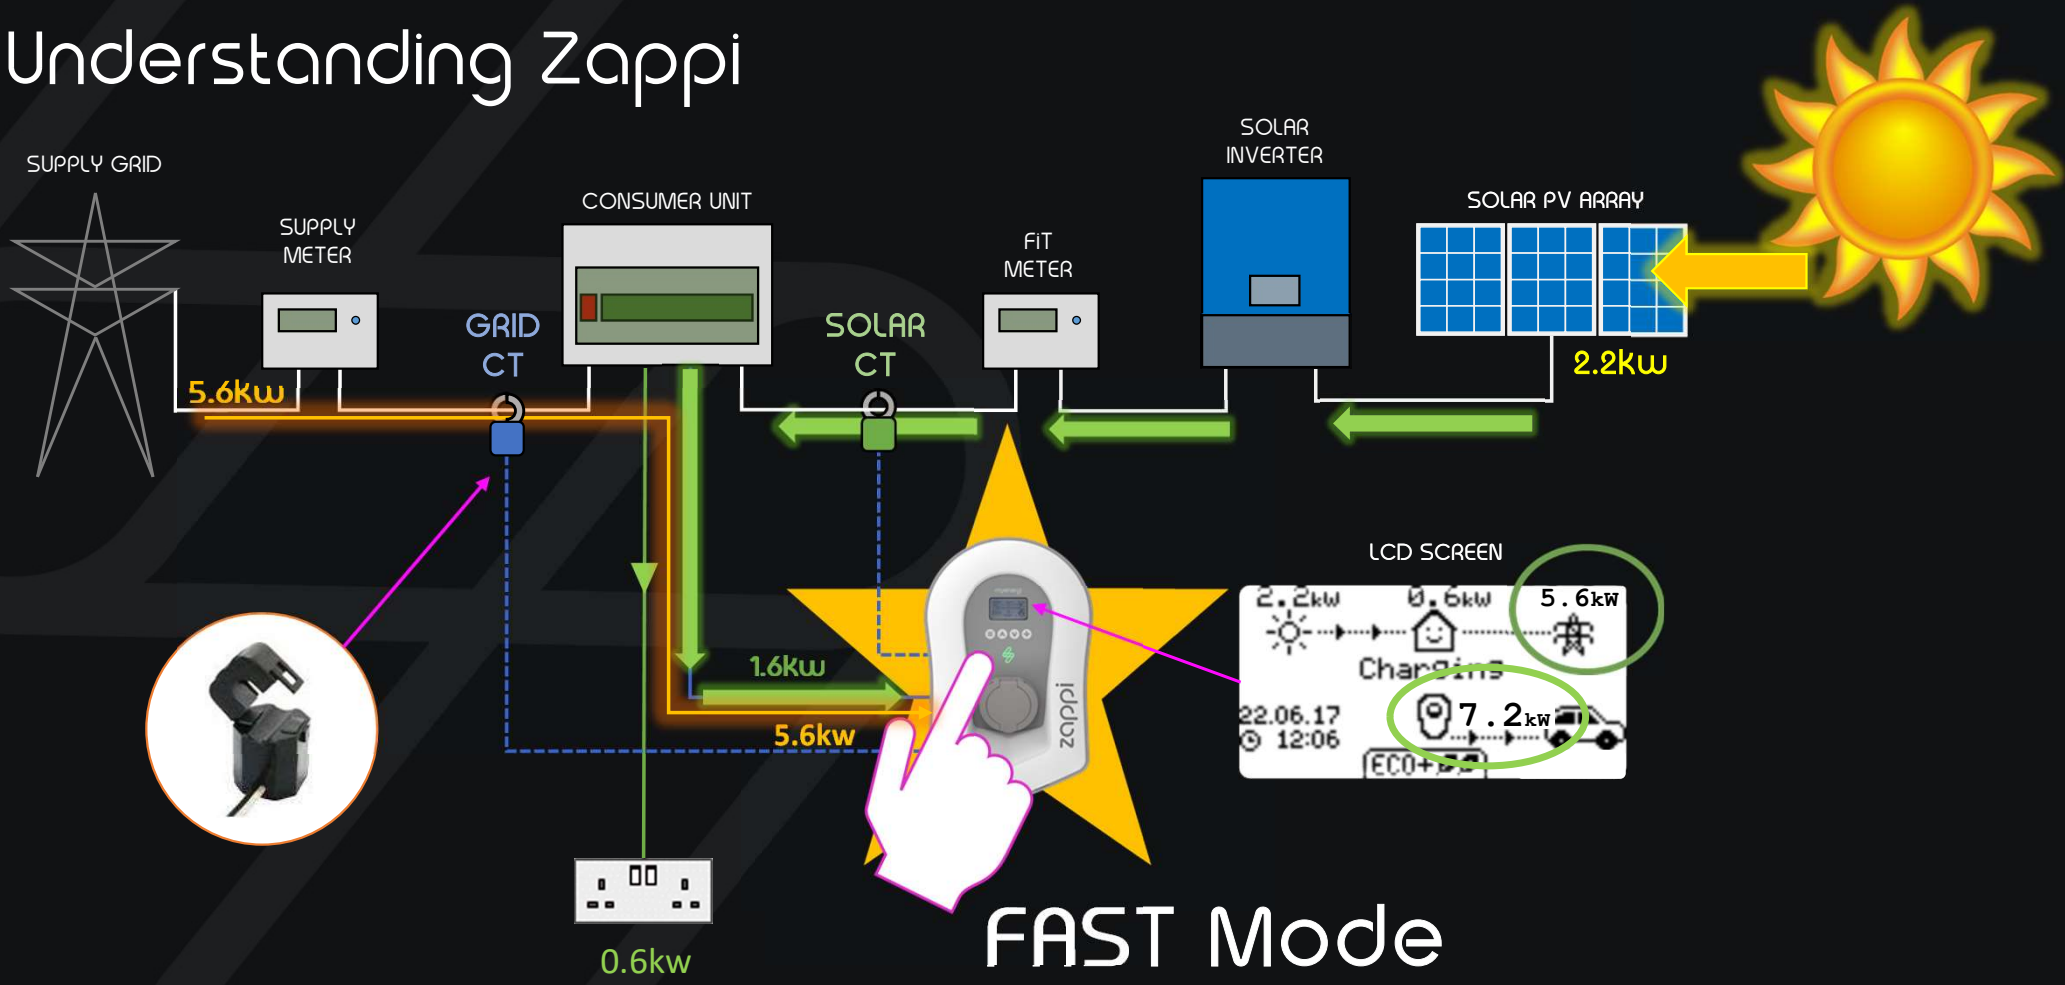 Understanding Zappi
SUPPLY GRID
SUPPLY
METER
CONSUMER UNIT
GRID
CT
SOLAR
CT
FiT
METER
SOLAR
INVERTER
SOLAR PV ARRAY
2.2kw
5.6kw
1.6kw
5.6kw
zappi
LCD SCREEN
2.2kW 0.6kW 5.6kW
Charging
22.06.17
12:06
7.2kW
ECO+
0.6kw
FAST Mode